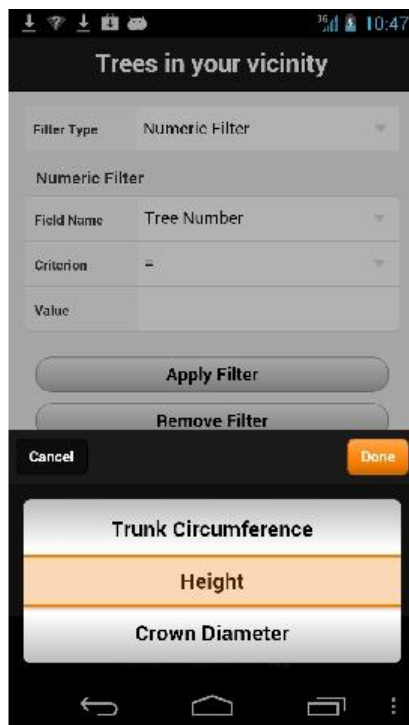 3G 10:47
Trees in your vicinity
Filter Type Numeric Filter
Numeric Filter
Field Name Tree Number
Criterion =
Value
Apply Filter
Remove Filter
Cancel Done
Trunk Circumference
Height
Crown Diameter